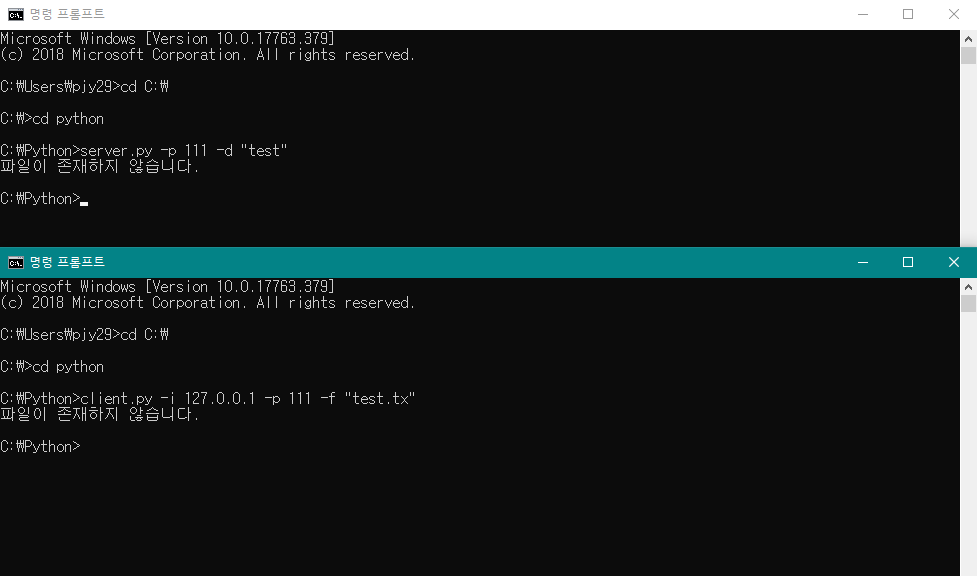 명령 프롬프트
Microsoft Windows [Version 10.0.17763.379]
(c) 2018 Microsoft Corporation. All rights reserved.
C:₩Users₩pjy29>cd C:₩
C:₩>cd python
C:₩Python>server.py -p 111 -d "test"
파일이 존재하지 않습니다.
C:₩Python>
명령 프롬프트
Microsoft Windows [Version 10.0.17763.379]
(c) 2018 Microsoft Corporation. All rights reserved.
C:₩Users₩pjy29>cd C:₩
C:₩>cd python
C:₩Python>client.py -i 127.0.0.1 -p 111 -f "test.tx"
파일이 존재하지 않습니다.
C:₩Python>